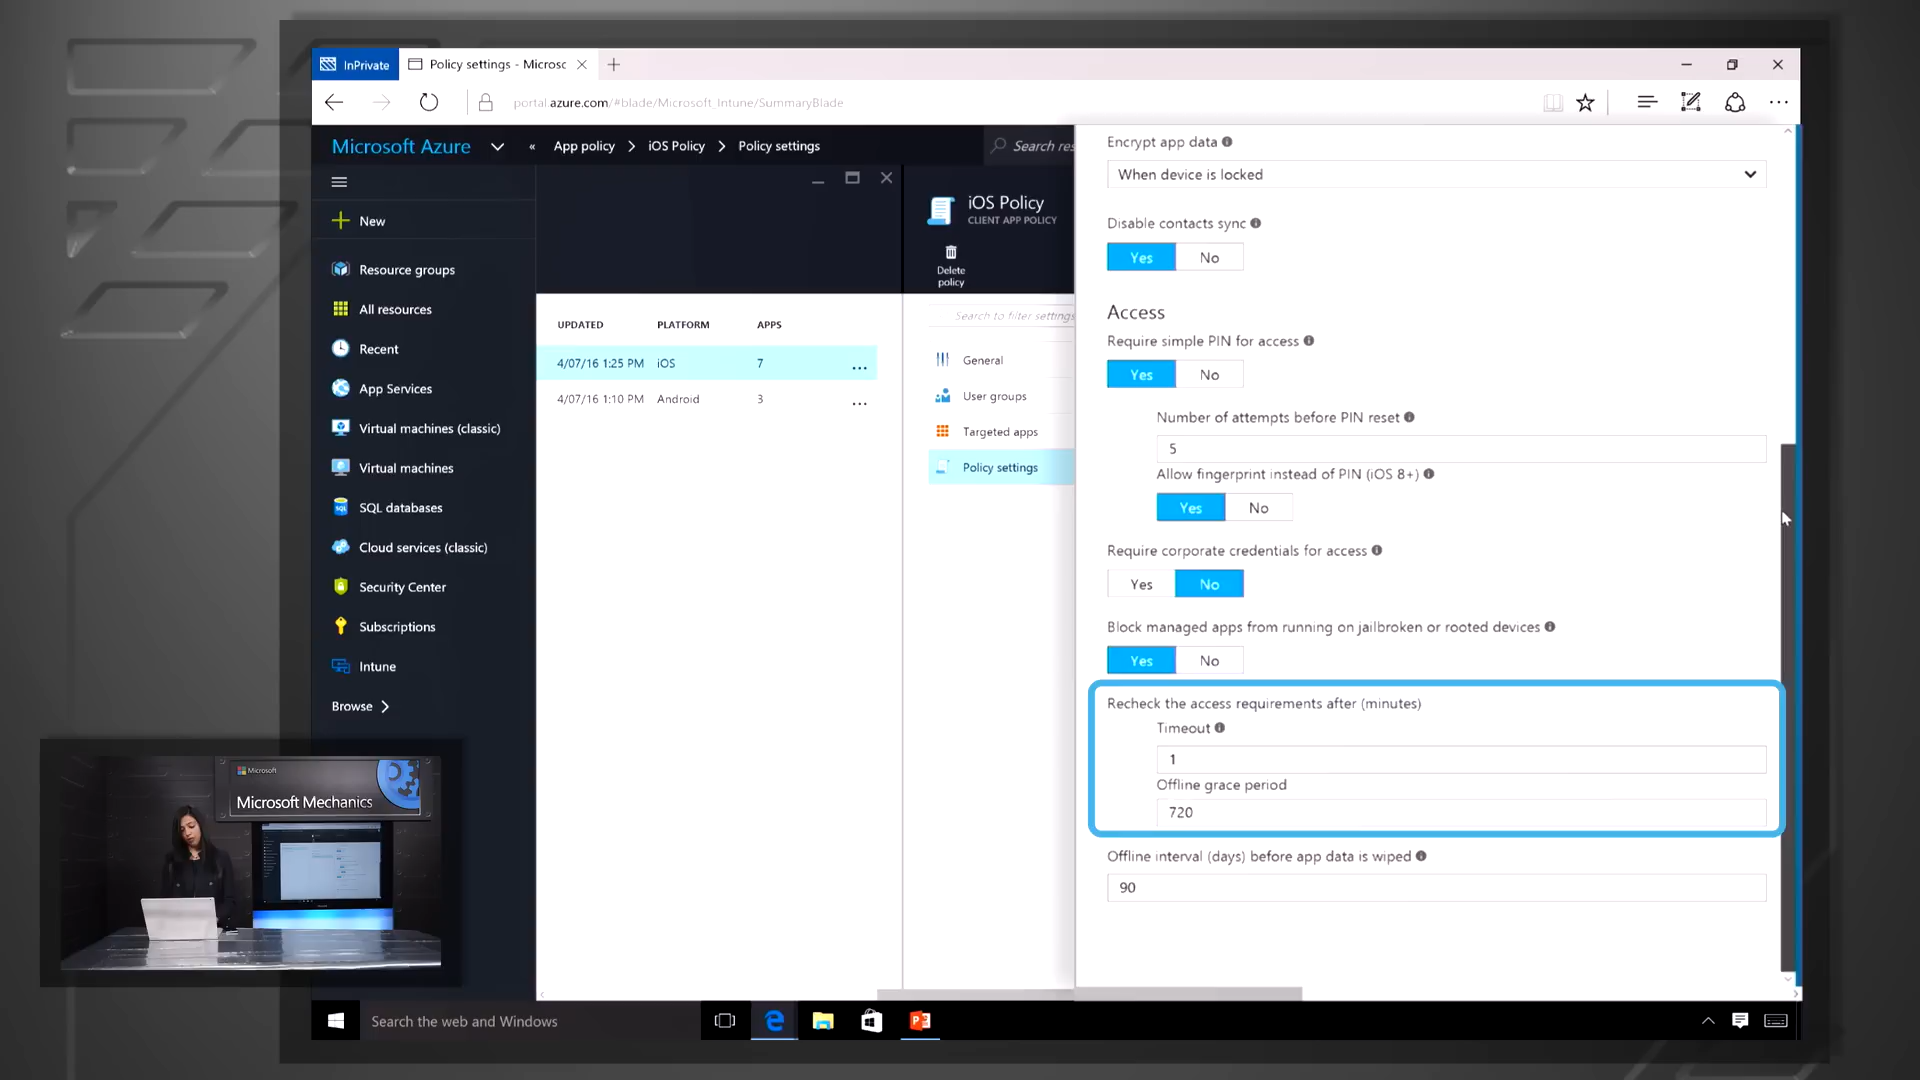 InPrivate
Policy settings - Microsc
portal.azure.com/#blade/Microsoft_Intune/SummaryBlade
Microsoft Azure
«
App policy
iOS Policy
Policy settings
Search res
New
Resource groups
All resources
Recent
App Services
Virtual machines (classic)
Virtual machines
SQL databases
Cloud services (classic)
Security Center
Subscriptions
Intune
Browse
UPDATED PLATFORM APPS
4/07/16 1:25 PM iOS 7 ...
4/07/16 1:10 PM Android 3 ...
iOS Policy
CLIENT APP POLICY
Delete
policy
Search to filter settings
General
User groups
Targeted apps
Policy settings
Encrypt app data
When device is locked
Disable contacts sync
Yes No
Access
Require simple PIN for access
Yes No
Number of attempts before PIN reset
5
Allow fingerprint instead of PIN (iOS 8+)
Yes No
Require corporate credentials for access
Yes No
Block managed apps from running on jailbroken or rooted devices
Yes No
Recheck the access requirements after (minutes)
Timeout
1
Offline grace period
720
Offline interval (days) before app data is wiped
90
Microsoft
Microsoft Mechanics
Search the web and Windows